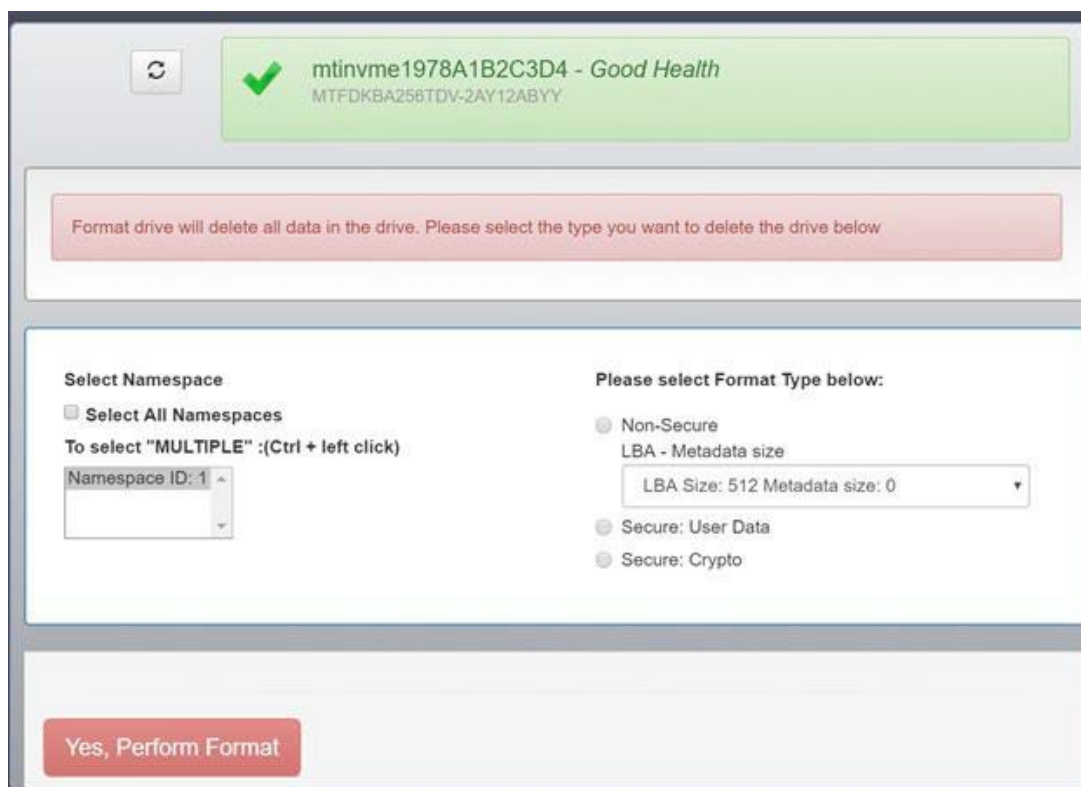 mtinvme1978A1B2C3D4 - Good Health
MTFDKBA256TDV-2AY12ABYY
Format drive will delete all data in the drive. Please select the type you want to delete the drive below
Select Namespace
Select All Namespaces
To select "MULTIPLE" :(Ctrl + left click)
Namespace ID: 1
Please select Format Type below:
Non-Secure
LBA - Metadata size
LBA Size: 512 Metadata size: 0
Secure: User Data
Secure: Crypto
Yes, Perform Format